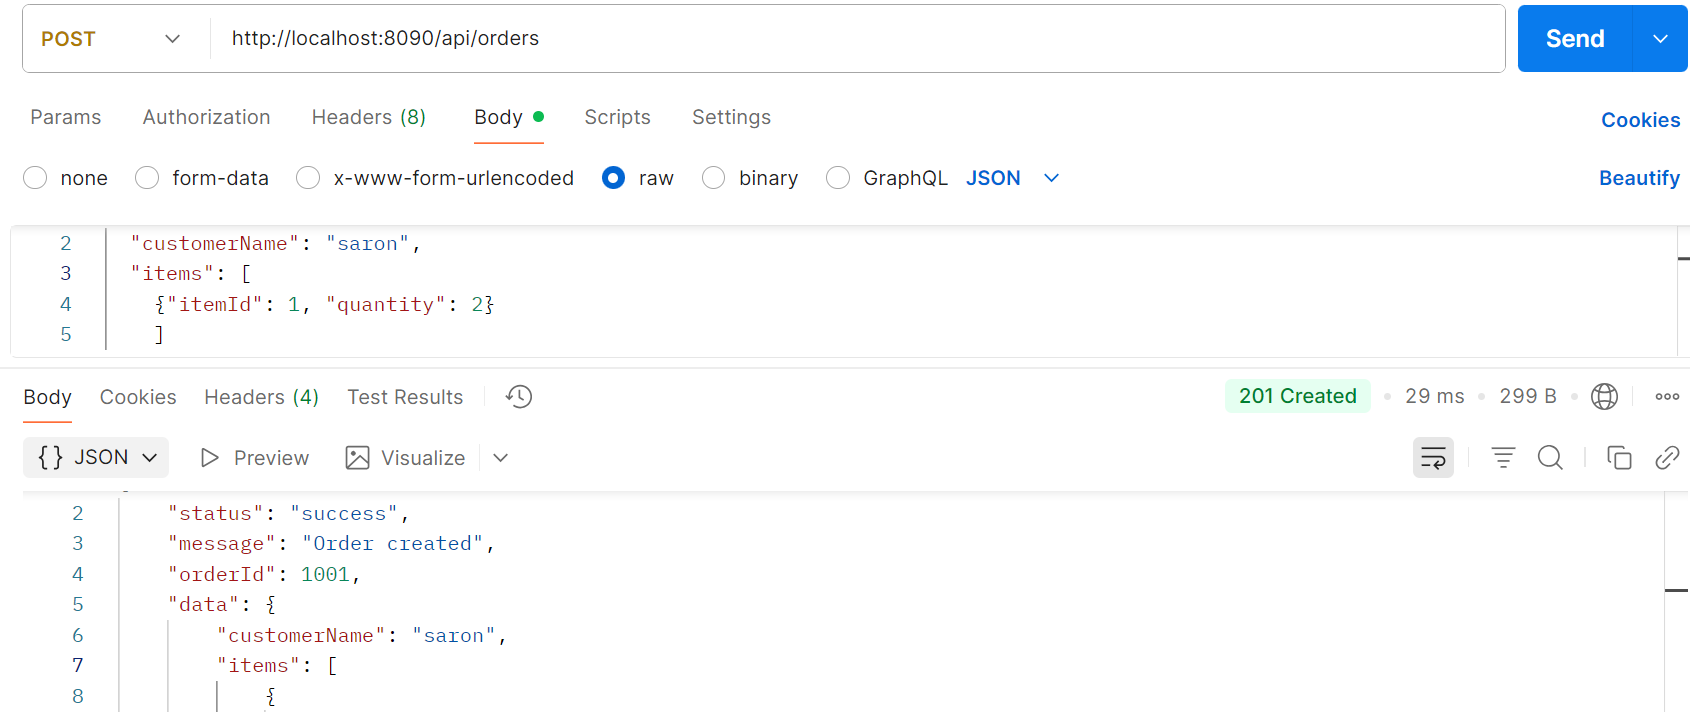 POST http://localhost:8090/api/orders Send
Params Authorization Headers (8) Body Scripts Settings Cookies
none form-data x-www-form-urlencoded raw binary GraphQL JSON Beautify
2 "customerName": "saron",
3 "items": [
4 {"itemId": 1, "quantity": 2}
5 ]
Body Cookies Headers (4) Test Results 201 Created 29 ms 299 B
{} JSON Preview Visualize
2 "status": "success",
3 "message": "Order created",
4 "orderId": 1001,
5 "data": {
6 "customerName": "saron",
7 "items": [
8 {